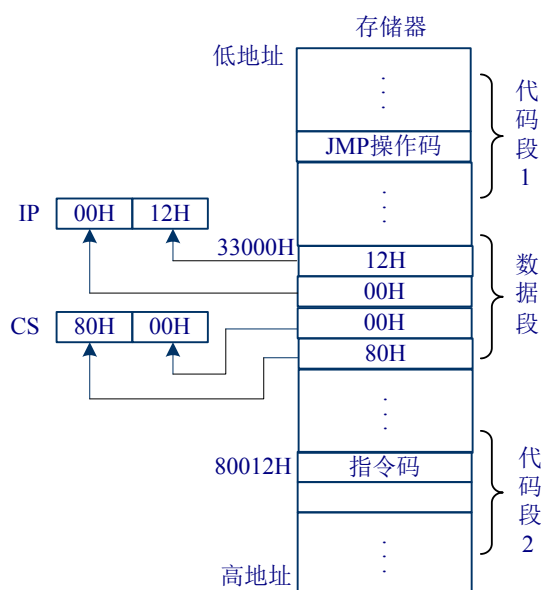 存储器
低地址
JMP操作码
代码段1
IP 00H 12H
33000H 12H
00H
CS 80H 00H
00H
80H
数据段
80012H 指令码
代码段2
高地址